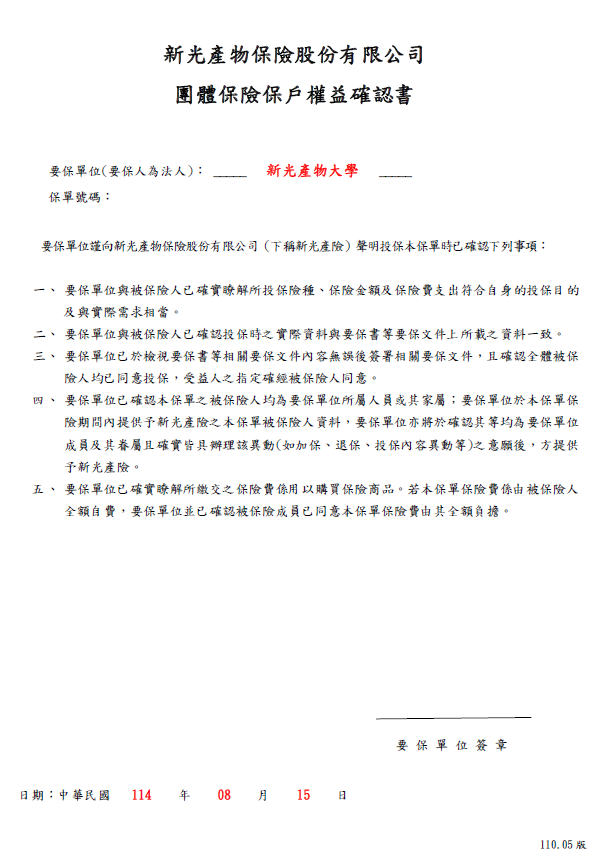 新光產物保險股份有限公司
團體保險保戶權益確認書
要保單位(要保人為法人)： _____ 新光產物大學 _____
保單號碼：
要保單位謹向新光產物保險股份有限公司（下稱新光產險）聲明投保本保單時已確認下列事項：
一、 要保單位與被保險人已確實瞭解所投保險種、保險金額及保險費支出符合自身的投保目的
及與實際需求相當。
二、 要保單位與被保險人已確認投保時之實際資料與要保書等要保文件上所載之資料一致。
三、 要保單位已於檢視要保書等相關要保文件內容無誤後簽署相關要保文件，且確認全體被保
險人均已同意投保，受益人之指定確經被保險人同意。
四、 要保單位已確認本保單之被保險人均為要保單位所屬人員或其家屬；要保單位於本保單保
險期間內提供予新光產險之本保單被保險人資料，要保單位亦將於確認其等均為要保單位
成員及其眷屬且確實皆具辦理該異動(如加保、退保、投保內容異動等)之意願後，方提供
予新光產險。
五、 要保單位已確實瞭解所繳交之保險費係用以購買保險商品。若本保單保險費係由被保險人
全額自費，要保單位並已確認被保險成員已同意本保單保險費由其全額負擔。
要 保 單 位 簽 章
日期：中華民國 114 年 08 月 15 日
110.05 版